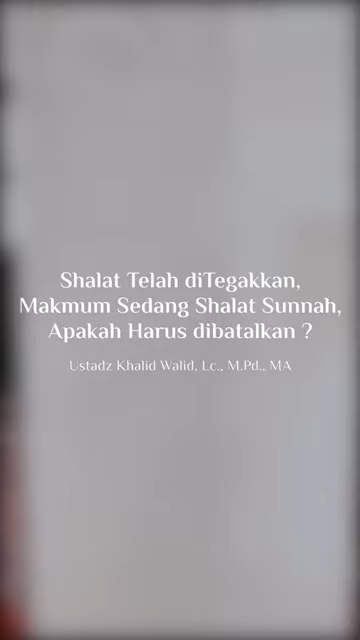 Shalat Telah diTegakkan,
Makmum Sedang Shalat Sunnah,
Apakah Harus dibatalkan ?
Ustadz Khalid Walid, Lc., M.Pd., MA